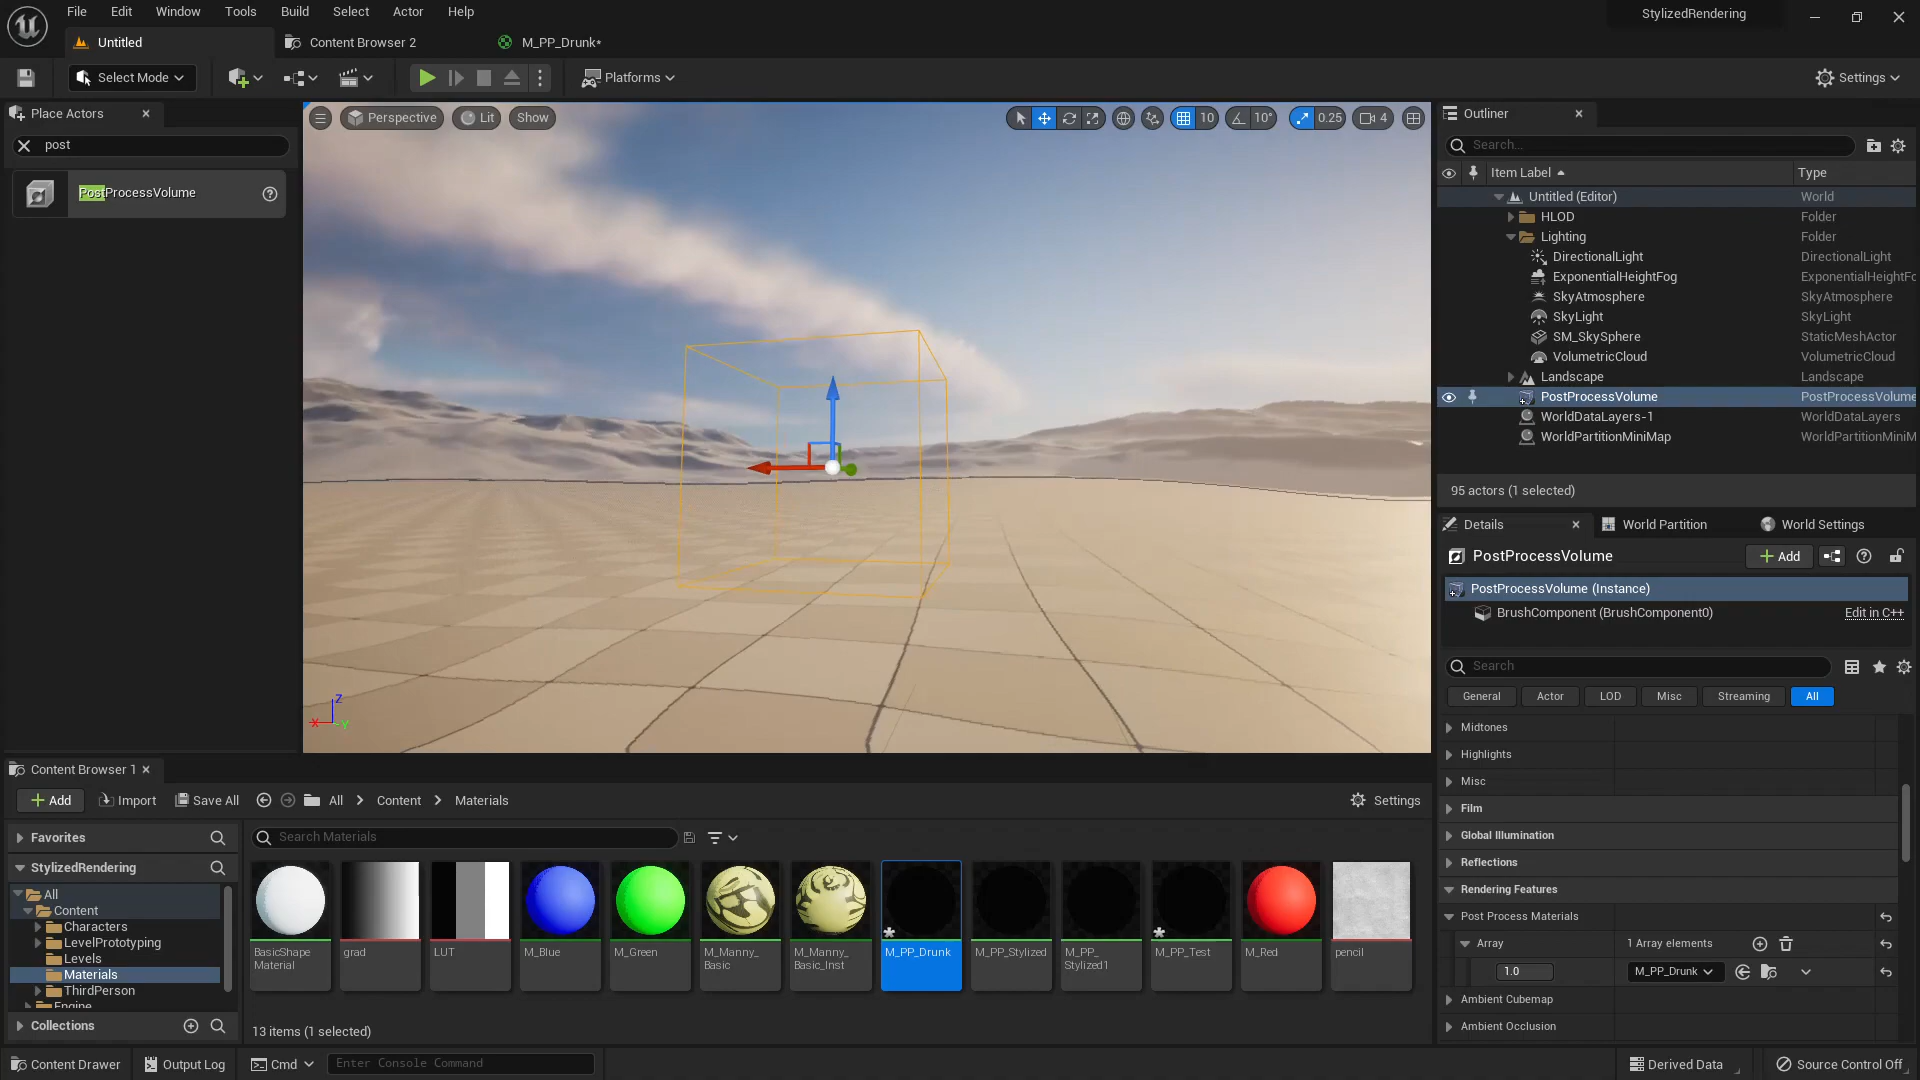 File Edit Window Tools Build Select Actor Help
StylizedRendering
Untitled
Content Browser 2
M_PP_Drunk*
Select Mode
Platforms
Settings
Place Actors
post
PostProcessVolume
Perspective
Lit
Show
10
10°
0.25
4
Outliner
Search...
Item Label
Type
Untitled (Editor) World
HLOD Folder
Lighting Folder
DirectionalLight DirectionalLight
ExponentialHeightFog ExponentialHeightFo
SkyAtmosphere SkyAtmosphere
SkyLight SkyLight
SM_SkySphere StaticMeshActor
VolumetricCloud VolumetricCloud
Landscape Landscape
PostProcessVolume PostProcessVolume
WorldDataLayers-1 WorldDataLayers
WorldPartitionMiniMap WorldPartitionMiniM
95 actors (1 selected)
Details
World Partition
World Settings
PostProcessVolume
Add
PostProcessVolume (Instance)
BrushComponent (BrushComponent0)
Edit in C++
Search
General Actor LOD Misc Streaming All
Midtones
Highlights
Misc
Film
Global Illumination
Reflections
Rendering Features
Post Process Materials
Array
1 Array elements
1.0
M_PP_Drunk
Ambient Cubemap
Ambient Occlusion
Z
X
Y
Content Browser 1
Add
Import
Save All
All
Content
Materials
Settings
Favorites
StylizedRendering
All
Content
Characters
LevelPrototyping
Levels
Materials
ThirdPerson
Engine
Collections
Search Materials
BasicShape
Material
grad
LUT
M_Blue
M_Green
M_Manny_
Basic
M_Manny_
Basic_Inst
M_PP_Drunk
M_PP_Stylized
M_PP_
Stylized1
M_PP_Test
M_Red
pencil
13 items (1 selected)
Content Drawer
Output Log
Cmd
Enter Console Command
Derived Data
Source Control Off